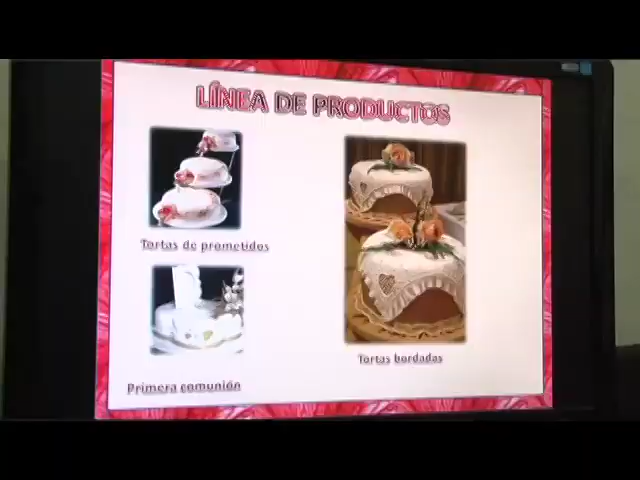 LÍNEA DE PRODUCTOS
Tortas de prometidos
Tortas bordadas
Primera comunión